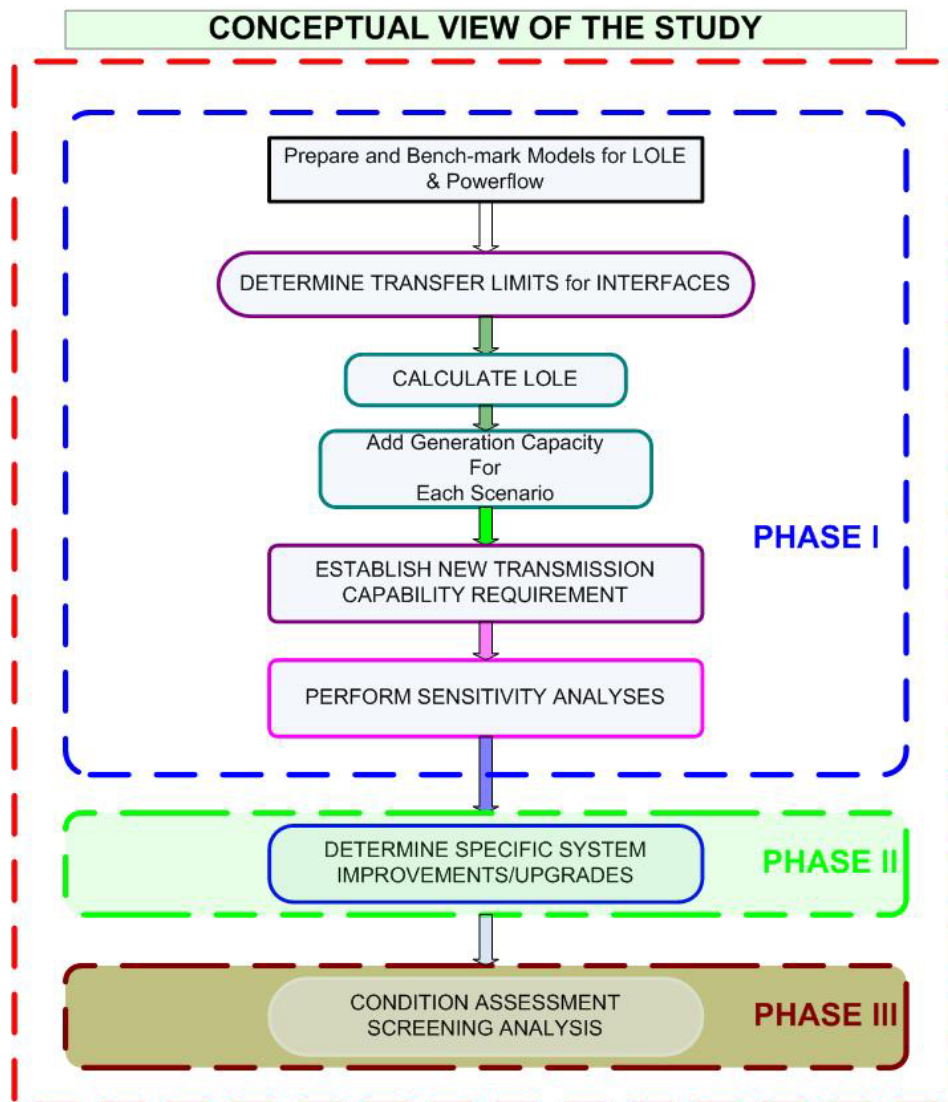 CONCEPTUAL VIEW OF THE STUDY
Prepare and Bench-mark Models for LOLE
& Powerflow
DETERMINE TRANSFER LIMITS for INTERFACES
CALCULATE LOLE
Add Generation Capacity
For
Each Scenario
PHASE I
ESTABLISH NEW TRANSMISSION
CAPABILITY REQUIREMENT
PERFORM SENSITIVITY ANALYSES
DETERMINE SPECIFIC SYSTEM
IMPROVEMENTS/UPGRADES
PHASE II
CONDITION ASSESSMENT
SCREENING ANALYSIS
PHASE III